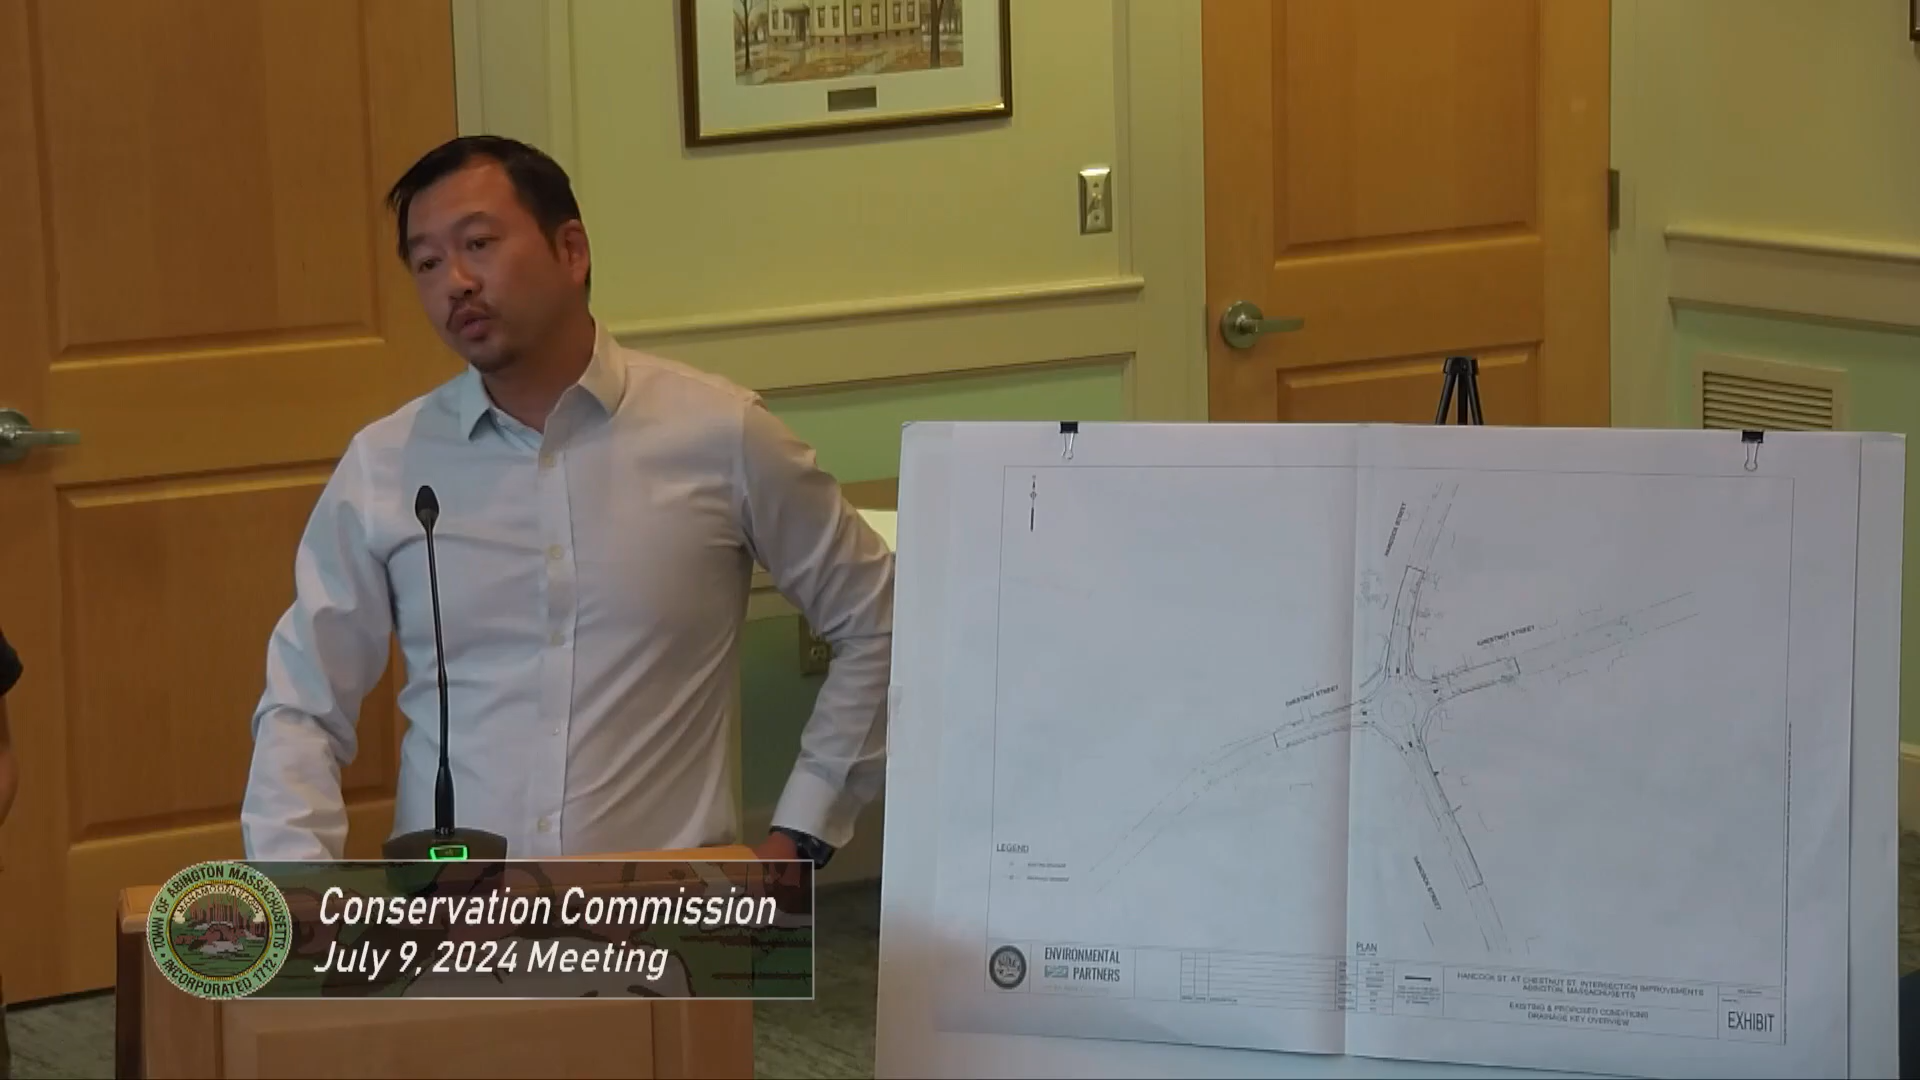 HANCOCK STREET
CHESTNUT STREET
CHESTNUT STREET
HANCOCK STREET
LEGEND
ENVIRONMENTAL
PARTNERS
PLAN
HANCOCK ST. AT CHESTNUT ST. INTERSECTION IMPROVEMENTS
ABINGTON, MASSACHUSETTS
EXISTING & PROPOSED CONDITIONS
DRAINAGE KEY OVERVIEW
EXHIBIT
TOWN OF ABINGTON MASSACHUSETTS
INCORPORATED 1712
Conservation Commission
July 9, 2024 Meeting